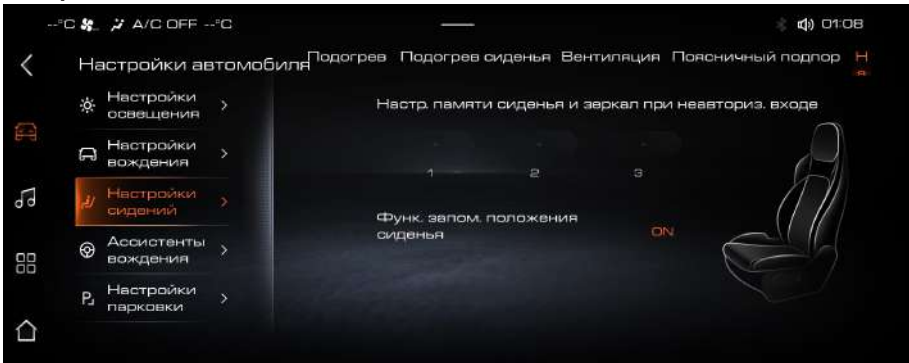 --°C A/C OFF --°C 01:08
Настройки автомобиля
Подогрев Подогрев сиденья Вентиляция Поясничный подпор Н
Настройки
освещения
Настройки
вождения
Настройки
сидений
Ассистенты
вождения
Настройки
парковки
Настр. памяти сиденья и зеркал при неавториз. входе
1 2 3
Функ. запом. положения
сиденья
ON